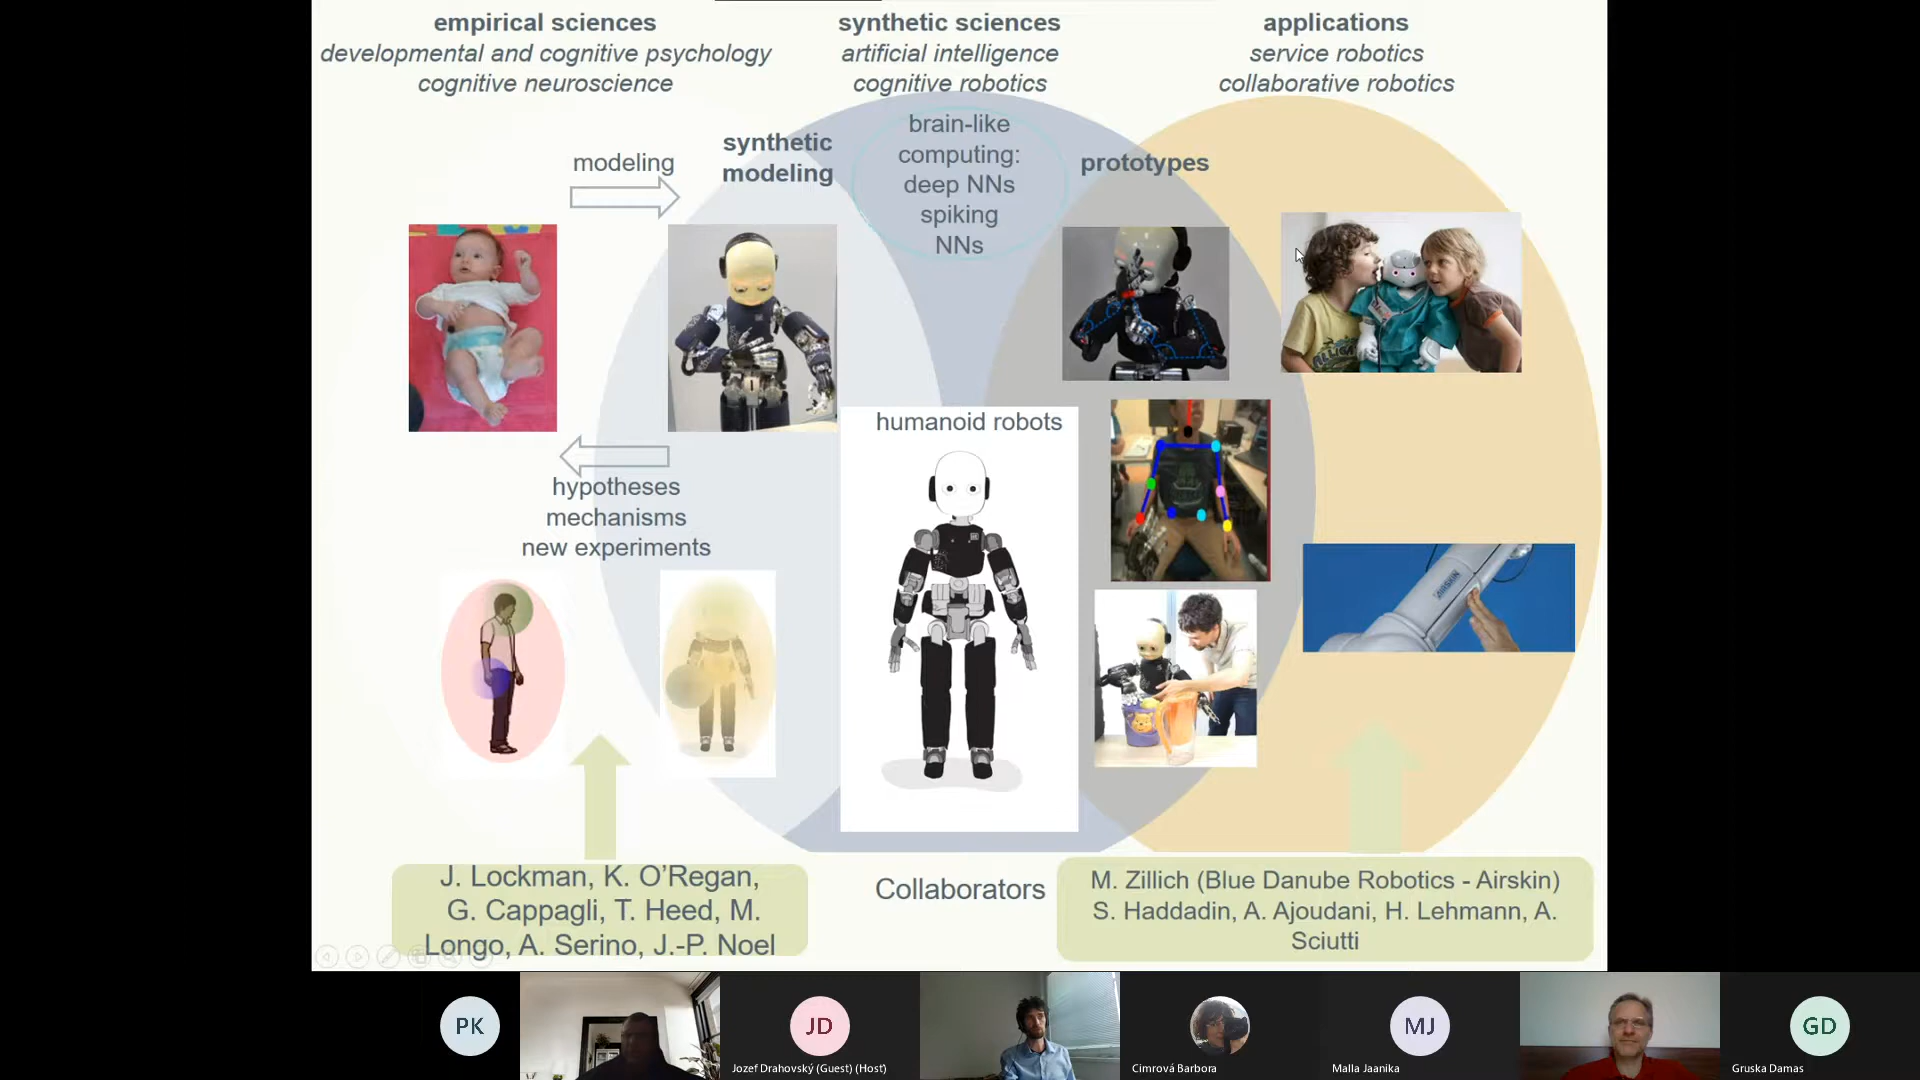 empirical sciences
developmental and cognitive psychology
cognitive neuroscience
synthetic sciences
artificial intelligence
cognitive robotics
applications
service robotics
collaborative robotics
modeling
synthetic
modeling
brain-like
computing:
deep NNs
spiking
NNs
prototypes
hypotheses
mechanisms
new experiments
humanoid robots
AIRSKIN
J. Lockman, K. O’Regan,
G. Cappagli, T. Heed, M.
Longo, A. Serino, J.-P. Noel
Collaborators
M. Zillich (Blue Danube Robotics - Airskin)
S. Haddadin, A. Ajoudani, H. Lehmann, A.
Sciutti
PK
JD
Jozef Drahovský (Guest) (Host)
Cimrová Barbora
MJ
Malla Jaanika
GD
Gruska Damas